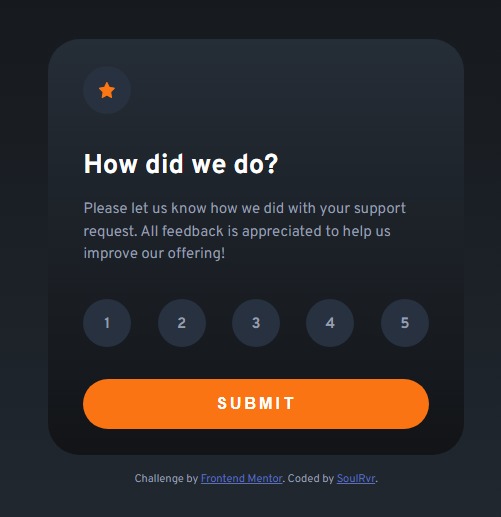 How did we do?
Please let us know how we did with your support
request. All feedback is appreciated to help us
improve our offering!
1 2 3 4 5
SUBMIT
Challenge by Frontend Mentor. Coded by SoulRvr.